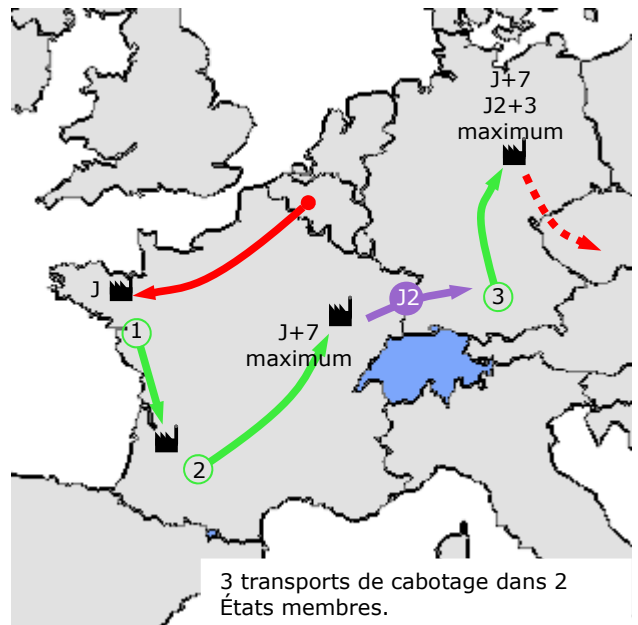 J+7
J2+3
maximum
J
J2
3
1
J+7
maximum
2
3 transports de cabotage dans 2
États membres.